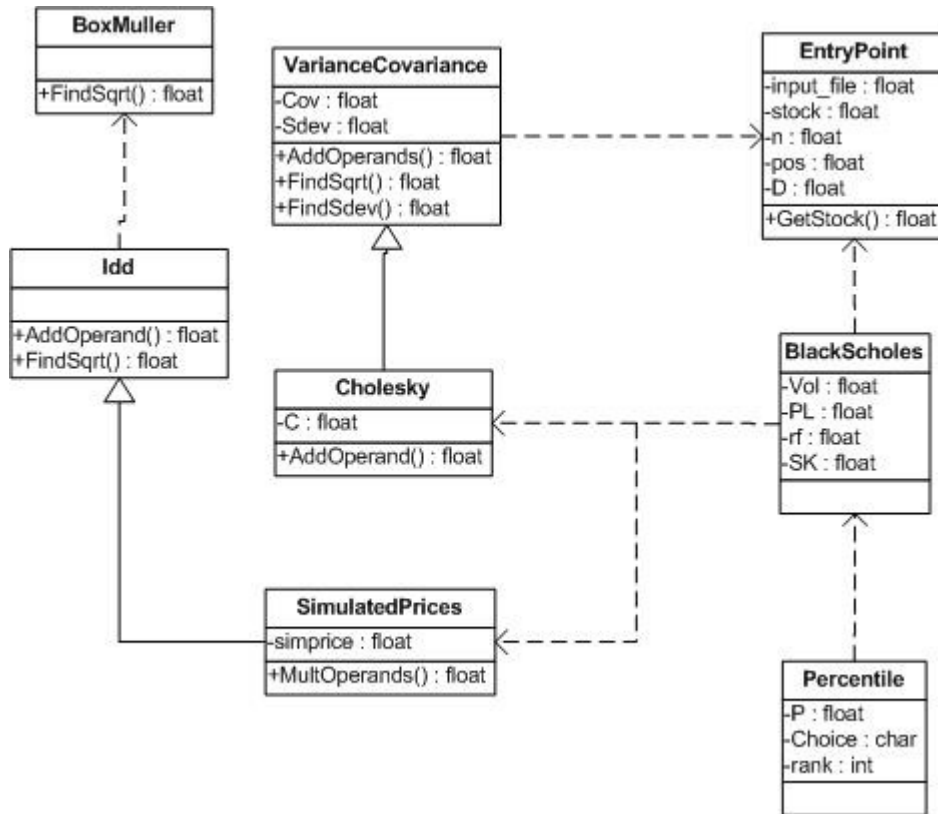 BoxMuller
+FindSqrt() : float
VarianceCovariance
-Cov : float
-Sdev : float
+AddOperands() : float
+FindSqrt() : float
+FindSdev() : float
EntryPoint
-input_file : float
-stock : float
-n : float
-pos : float
-D : float
+GetStock() : float
Idd
+AddOperand() : float
+FindSqrt() : float
Cholesky
-C : float
+AddOperand() : float
BlackScholes
-Vol : float
-PL : float
-rf : float
-SK : float
SimulatedPrices
-simprice : float
+MultOperands() : float
Percentile
-P : float
-Choice : char
-rank : int